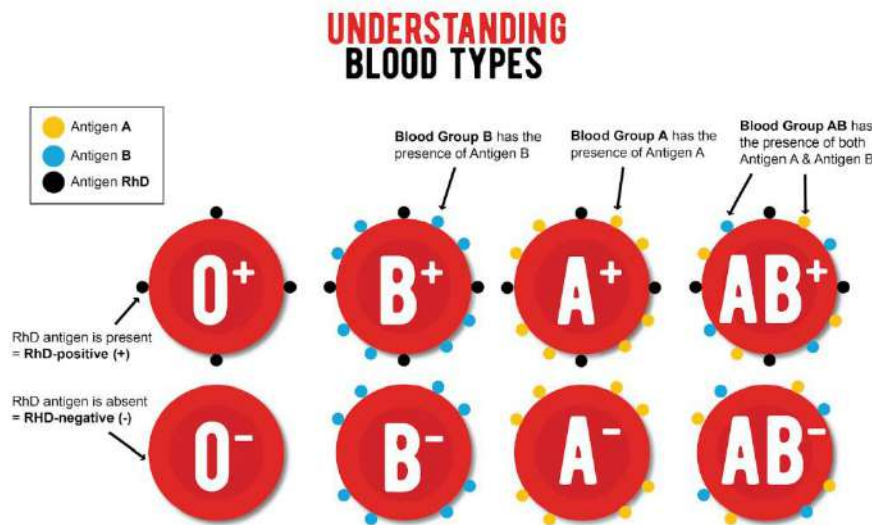 UNDERSTANDING
BLOOD TYPES
Antigen A
Antigen B
Antigen RhD
Blood Group B has the
presence of Antigen B
Blood Group A has the
presence of Antigen A
Blood Group AB has
the presence of both
Antigen A & Antigen B
O+
B+
A+
AB+
RhD antigen is present
= RhD-positive (+)
RhD antigen is absent
= RHD-negative (-)
O-
B-
A-
AB-